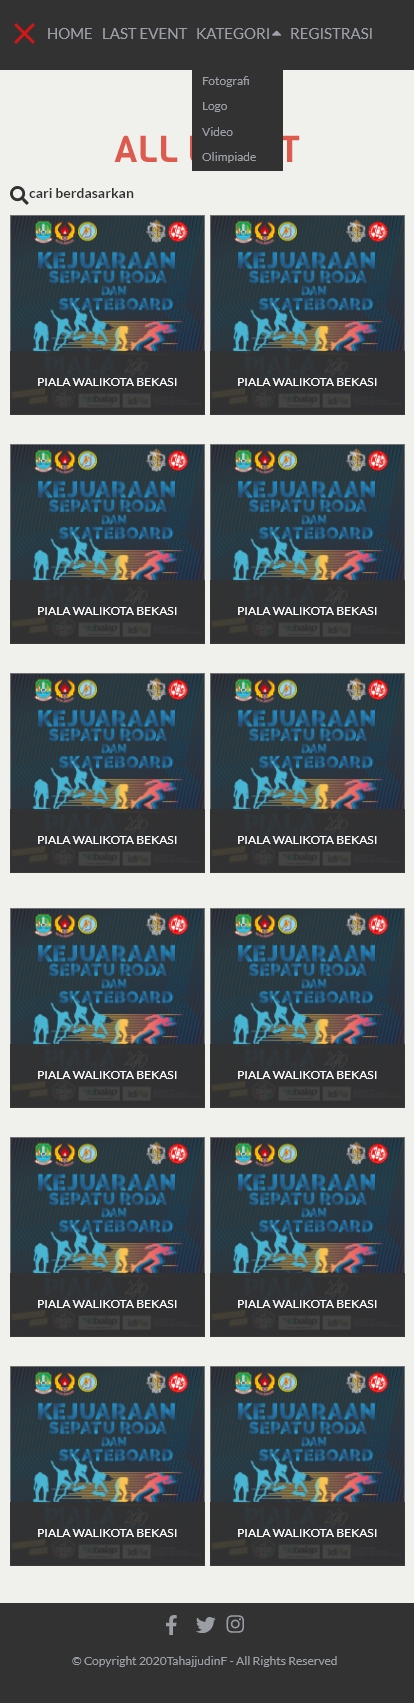 HOME LAST EVENT KATEGORI REGISTRASI
Fotografi
Logo
Video
Olimpiade
ALL
cari berdasarkan
KEJUARAAN
SEPATU RODA
DAN
SKATEBOARD
PIALA WALIKOTA BEKASI
KEJUARAAN
SEPATU RODA
DAN
SKATEBOARD
PIALA WALIKOTA BEKASI
KEJUARAAN
SEPATU RODA
DAN
SKATEBOARD
PIALA WALIKOTA BEKASI
KEJUARAAN
SEPATU RODA
DAN
SKATEBOARD
PIALA WALIKOTA BEKASI
KEJUARAAN
SEPATU RODA
DAN
SKATEBOARD
PIALA WALIKOTA BEKASI
KEJUARAAN
SEPATU RODA
DAN
SKATEBOARD
PIALA WALIKOTA BEKASI
KEJUARAAN
SEPATU RODA
DAN
SKATEBOARD
PIALA WALIKOTA BEKASI
KEJUARAAN
SEPATU RODA
DAN
SKATEBOARD
PIALA WALIKOTA BEKASI
KEJUARAAN
SEPATU RODA
DAN
SKATEBOARD
PIALA WALIKOTA BEKASI
KEJUARAAN
SEPATU RODA
DAN
SKATEBOARD
PIALA WALIKOTA BEKASI
KEJUARAAN
SEPATU RODA
DAN
SKATEBOARD
PIALA WALIKOTA BEKASI
KEJUARAAN
SEPATU RODA
DAN
SKATEBOARD
PIALA WALIKOTA BEKASI
© Copyright 2020TahajjudinF - All Rights Reserved